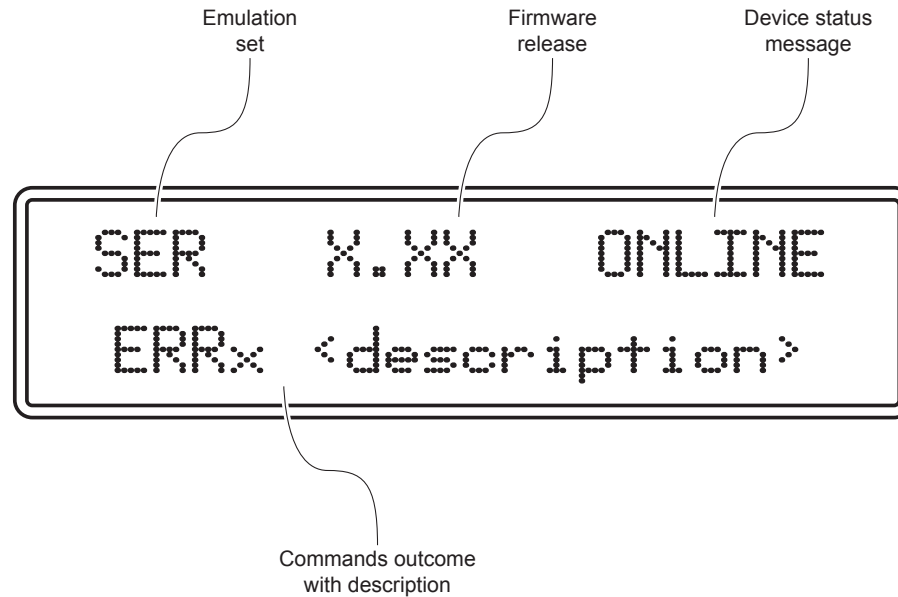 Emulation
set
Firmware
release
Device status
message
SER X.XX ONLINE
ERRx <description>
Commands outcome
with description